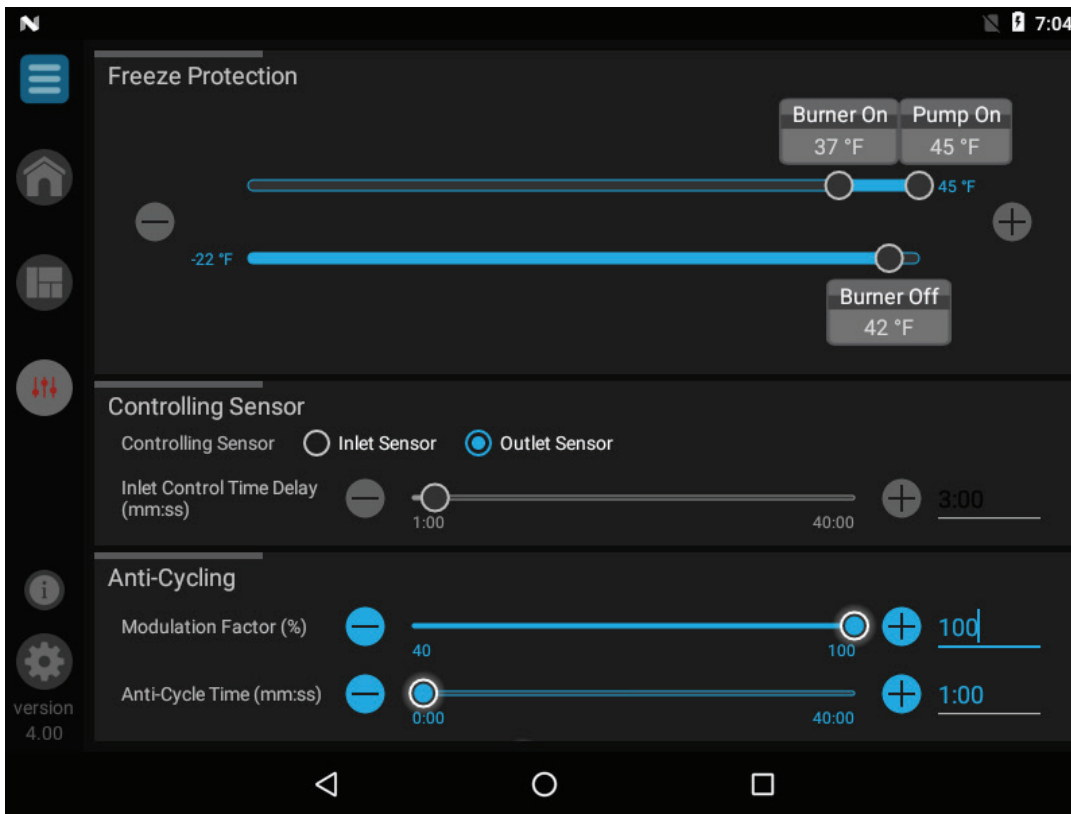 7:04
Freeze Protection
Burner On Pump On
37 °F 45 °F
45 °F
-22 °F
Burner Off
42 °F
Controlling Sensor
Controlling Sensor Inlet Sensor Outlet Sensor
Inlet Control Time Delay
(mm:ss)
1:00 40:00 3:00
Anti-Cycling
Modulation Factor (%) 100
40 100
Anti-Cycle Time (mm:ss) 1:00
0:00 40:00
version
4.00